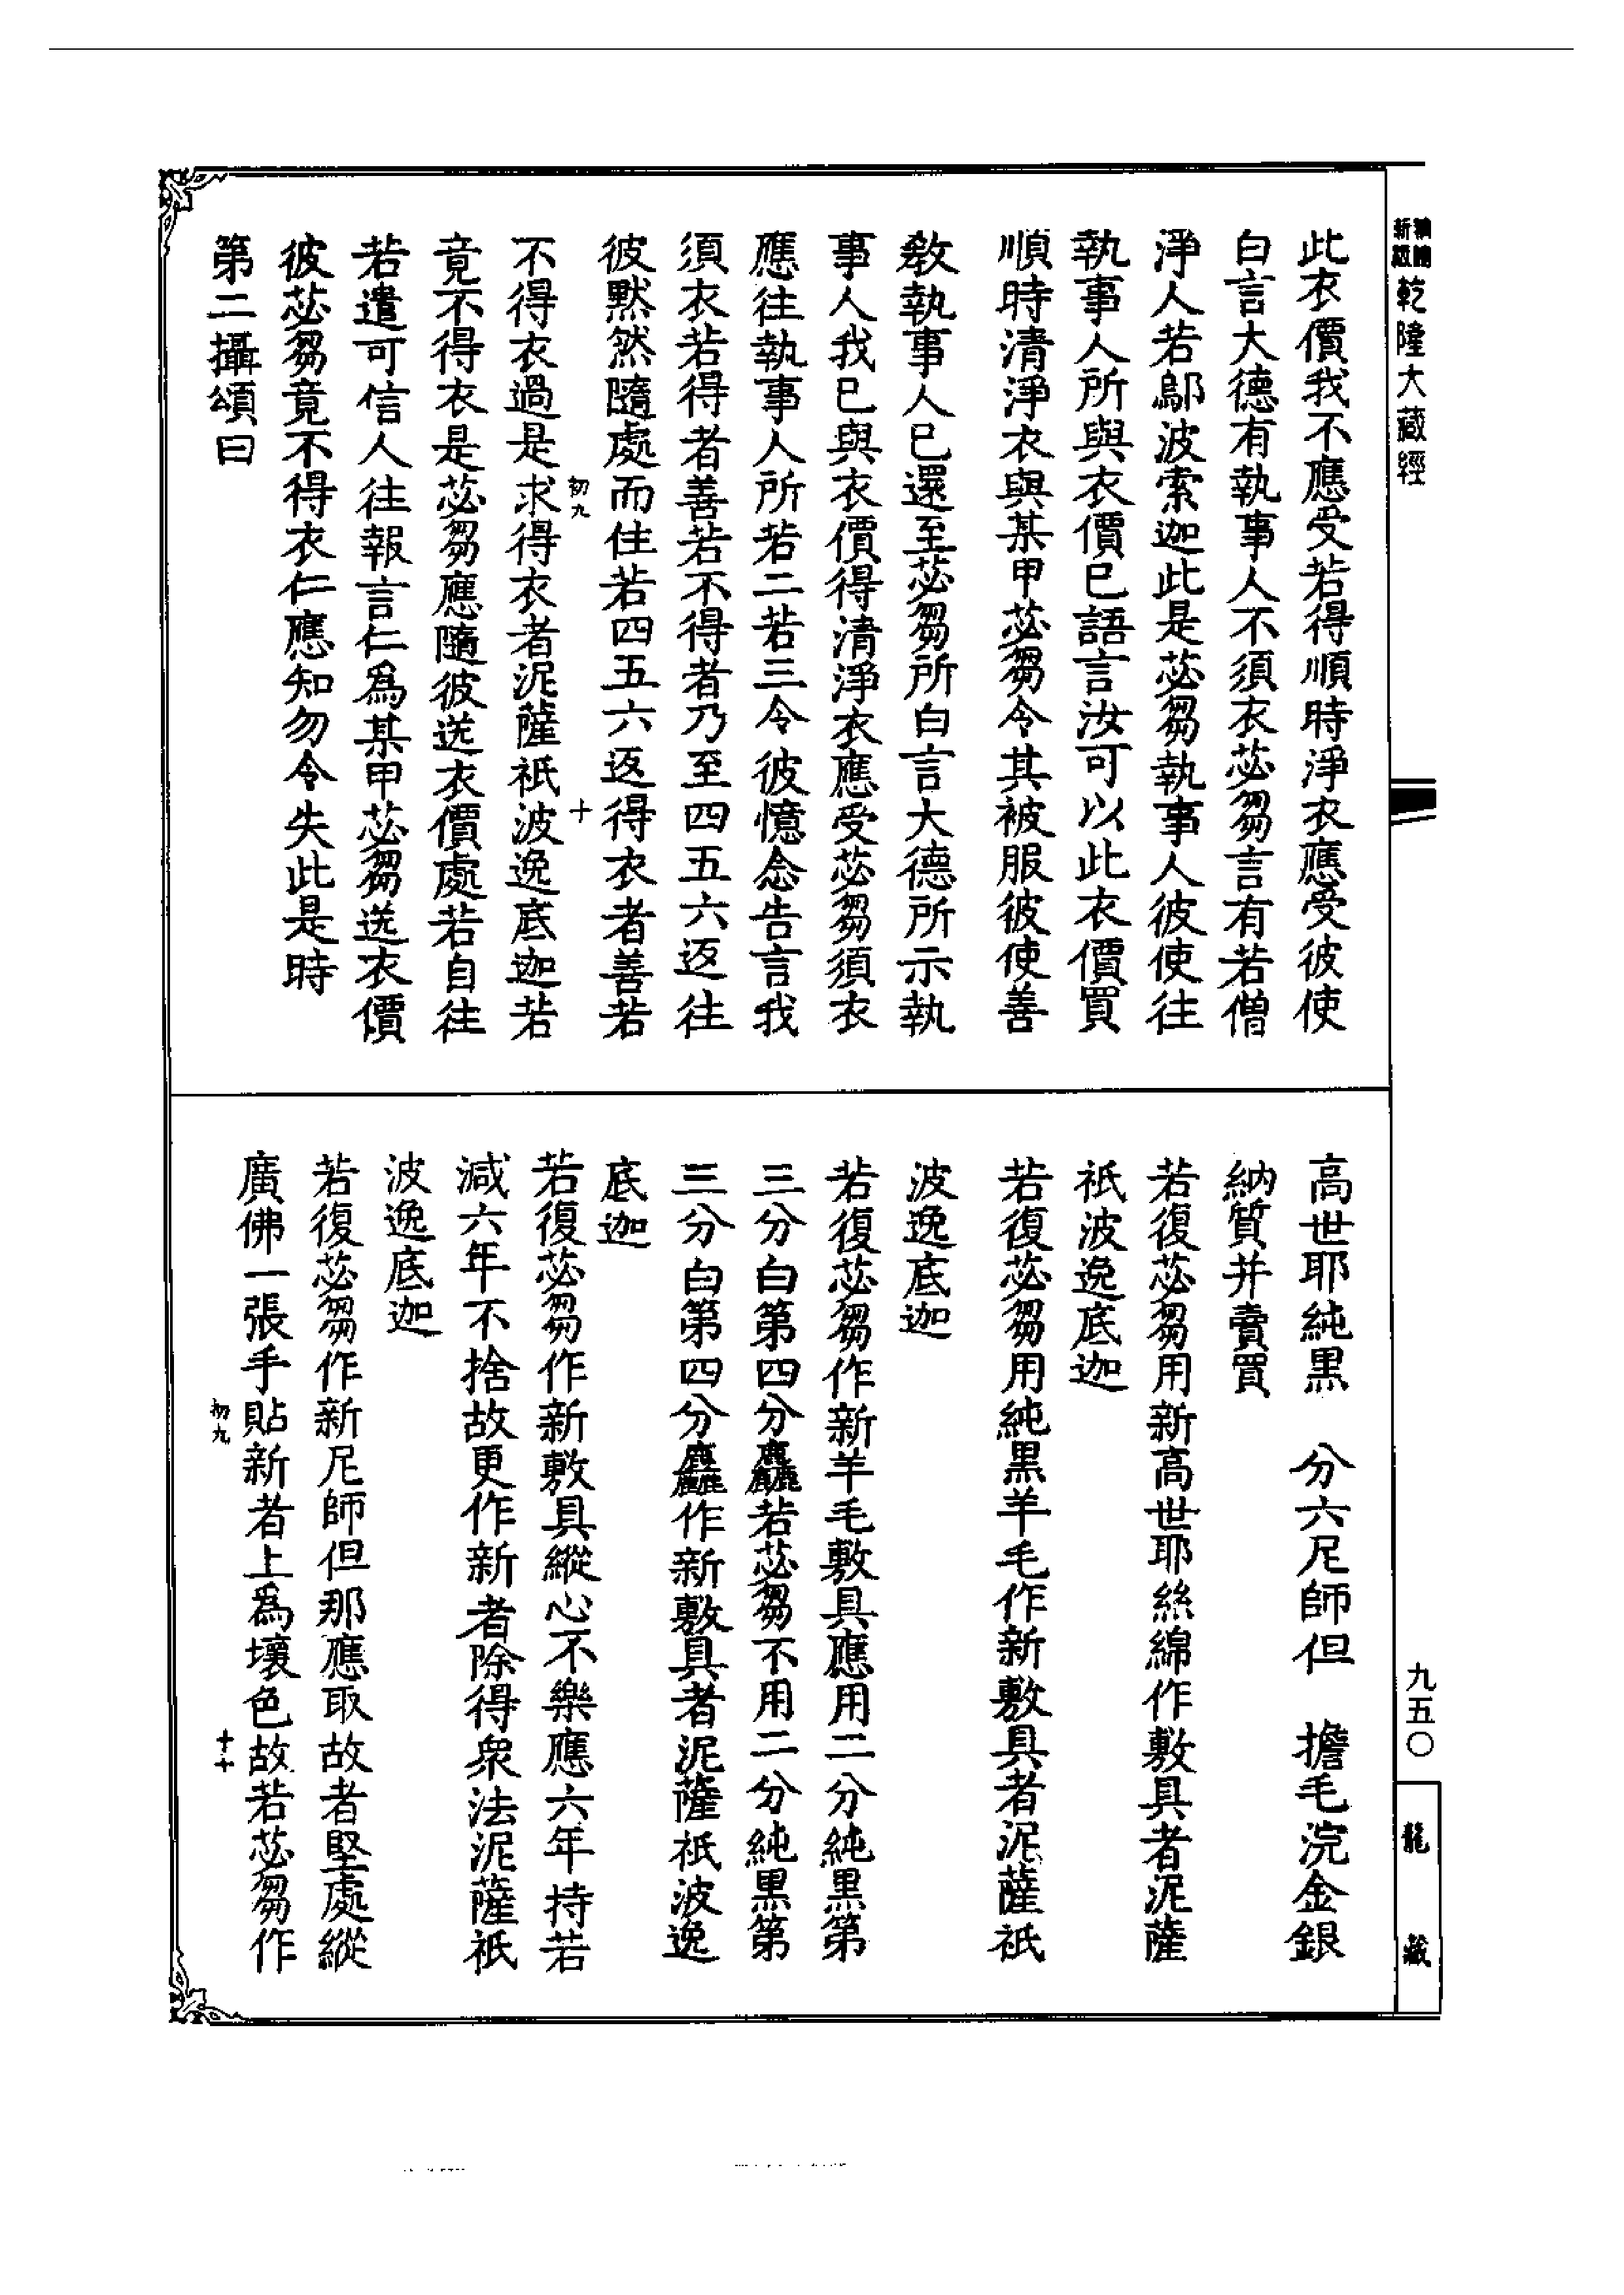 乾隆大藏經
此衣價我不應受若得順時淨衣應受彼使
白言大德有執事人不須衣苾芻言有若僧
淨人若鄔波索迦此是苾芻執事人彼使往
執事人所與衣價已語言汝可以此衣價買
順時清淨衣與某甲苾芻令其被服彼使善
教執事人已還至苾芻所白言大德所示執
事人我已與衣價得清淨衣應受苾芻須衣
應往執事人所若二若三令彼憶念告言我
須衣若得者善若不得者乃至四五六返往
彼默然隨處而住若四五六返得衣者善若
初九 十
不得衣過是求得衣者泥薩祇波逸底迦若
竟不得衣是苾芻應隨彼送衣價處若自往
若遣可信人往報言仁爲某甲苾芻送衣價
彼苾芻竟不得衣仁應知勿令失此是時
第二攝頌曰
高世耶純黑 分六尼師但 擔毛浣金銀
納質并賣買
若復苾芻用新高世耶絲綿作敷具者泥薩
祇波逸底迦
若復苾芻用純黑羊毛作新敷具者泥薩祇
波逸底迦
若復苾芻作新羊毛敷具應用二分純黑第
三分白第四分麤若苾芻不用二分純黑第
三分白第四分麤作新敷具者泥薩祇波逸
底迦
若復苾芻作新敷具縱心不樂應六年持若
減六年不捨故更作新者除得眾法泥薩祇
波逸底迦
若復苾芻作新尼師但那應取故者堅處縱
廣佛一張手貼新者上爲壞色故若苾芻作
初九 十十
九五〇
龍藏